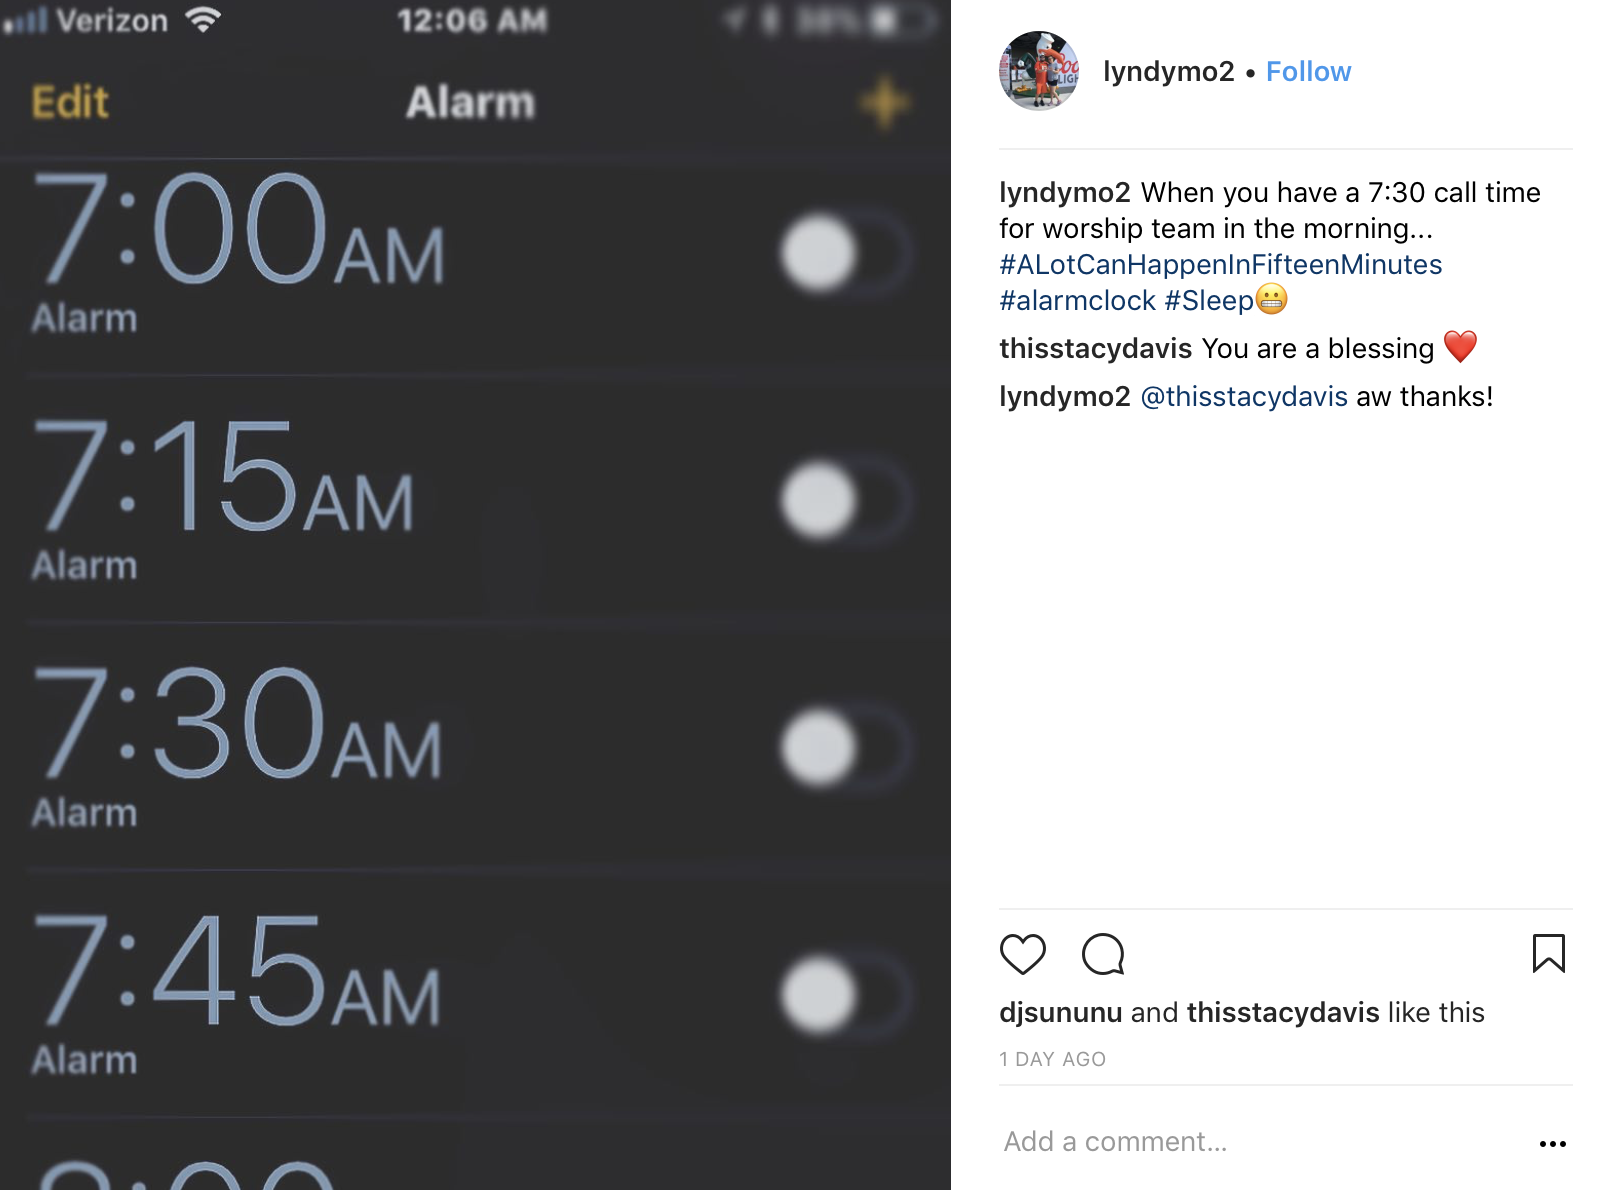 Verizon 12:06 AM 38%
Edit Alarm +
7:00AM
Alarm
7:15AM
Alarm
7:30AM
Alarm
7:45AM
Alarm
lyndymo2 • Follow
lyndymo2 When you have a 7:30 call time
for worship team in the morning...
#ALotCanHappenInFifteenMinutes
#alarmclock #Sleep😬
thisstacydavis You are a blessing ❤️
lyndymo2 @thisstacydavis aw thanks!
djsununu and thisstacydavis like this
1 DAY AGO
Add a comment...